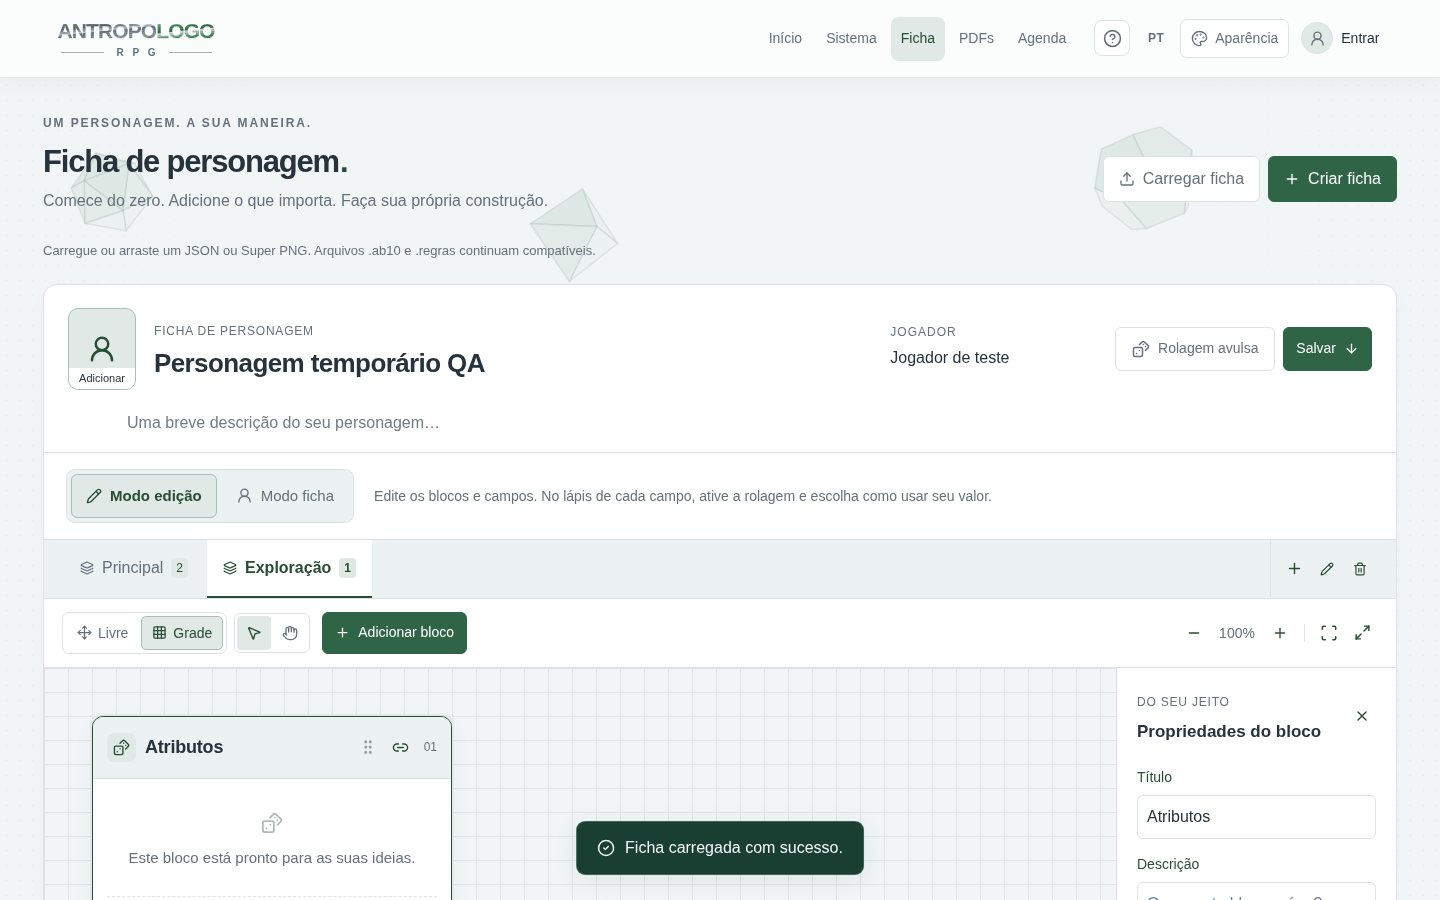 ANTROPOLOGO
RPG
Início Sistema Ficha PDFs Agenda PT Aparência Entrar
UM PERSONAGEM. A SUA MANEIRA.
Ficha de personagem.
Comece do zero. Adicione o que importa. Faça sua própria construção.
Carregar ficha Criar ficha
Carregue ou arraste um JSON ou Super PNG. Arquivos .ab10 e .regras continuam compatíveis.
Adicionar
FICHA DE PERSONAGEM
Personagem temporário QA
JOGADOR
Jogador de teste
Rolagem avulsa Salvar
Uma breve descrição do seu personagem…
Modo edição Modo ficha Edite os blocos e campos. No lápis de cada campo, ative a rolagem e escolha como usar seu valor.
Principal 2 Exploração 1
Livre Grade Adicionar bloco 100%
Atributos 01
Este bloco está pronto para as suas ideias.
DO SEU JEITO
Propriedades do bloco
Título
Atributos
Descrição
Ficha carregada com sucesso.